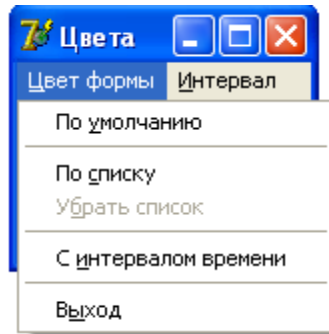 Цвета
Цвет формы Интервал
По умолчанию
По списку
Убрать список
С интервалом времени
Выход